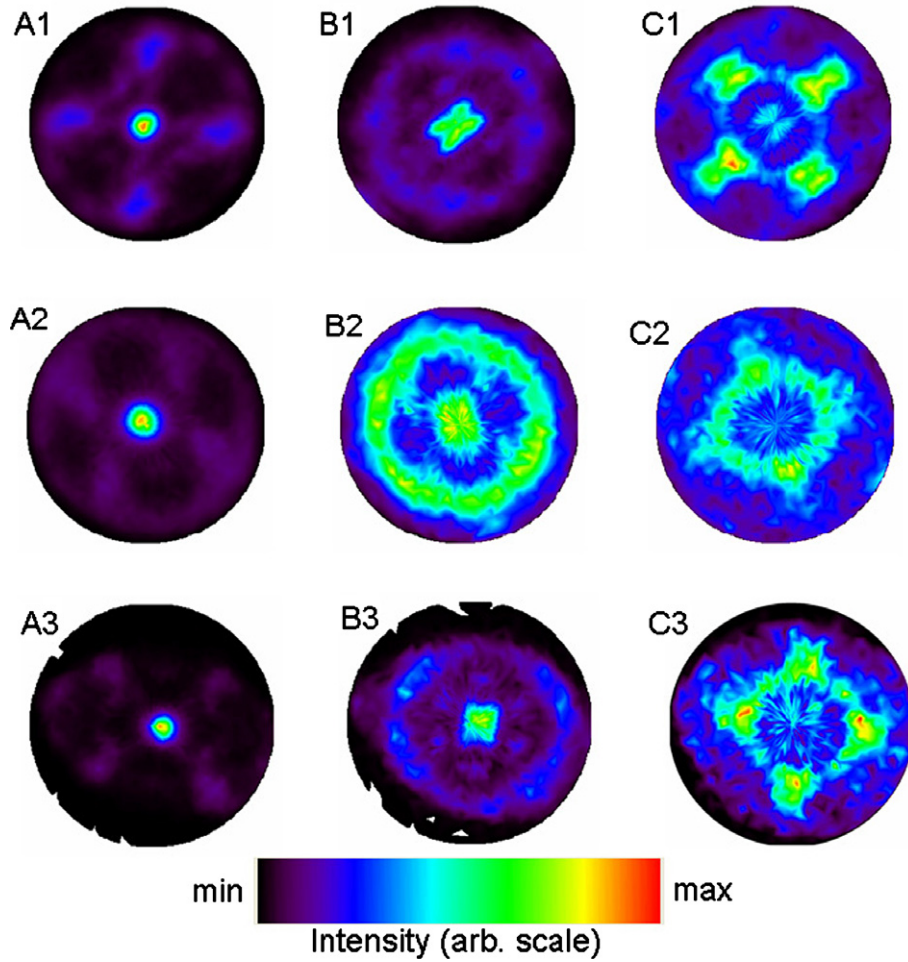 A1 B1 C1
A2 B2 C2
A3 B3 C3
min max
Intensity (arb. scale)